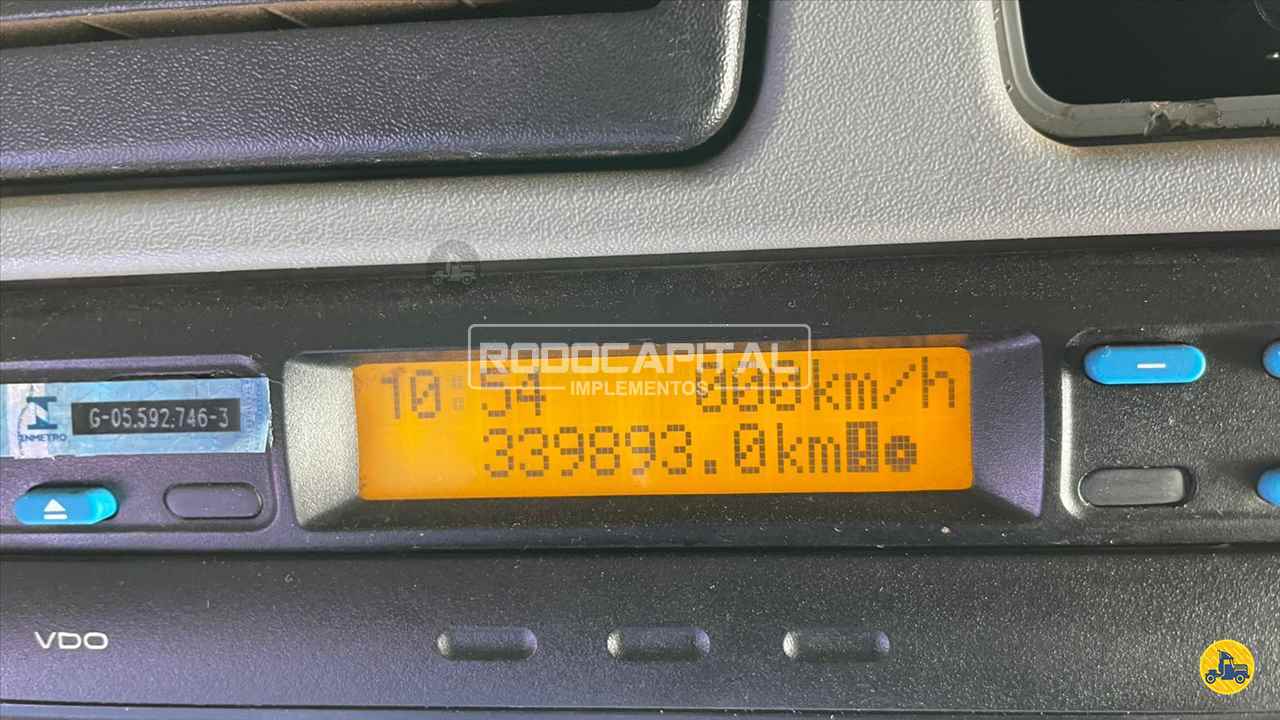 RODOCAPITAL
IMPLEMENTOS
10:54 000km/h
339893.0km
INMETRO
G-05.592.746-3
VDO